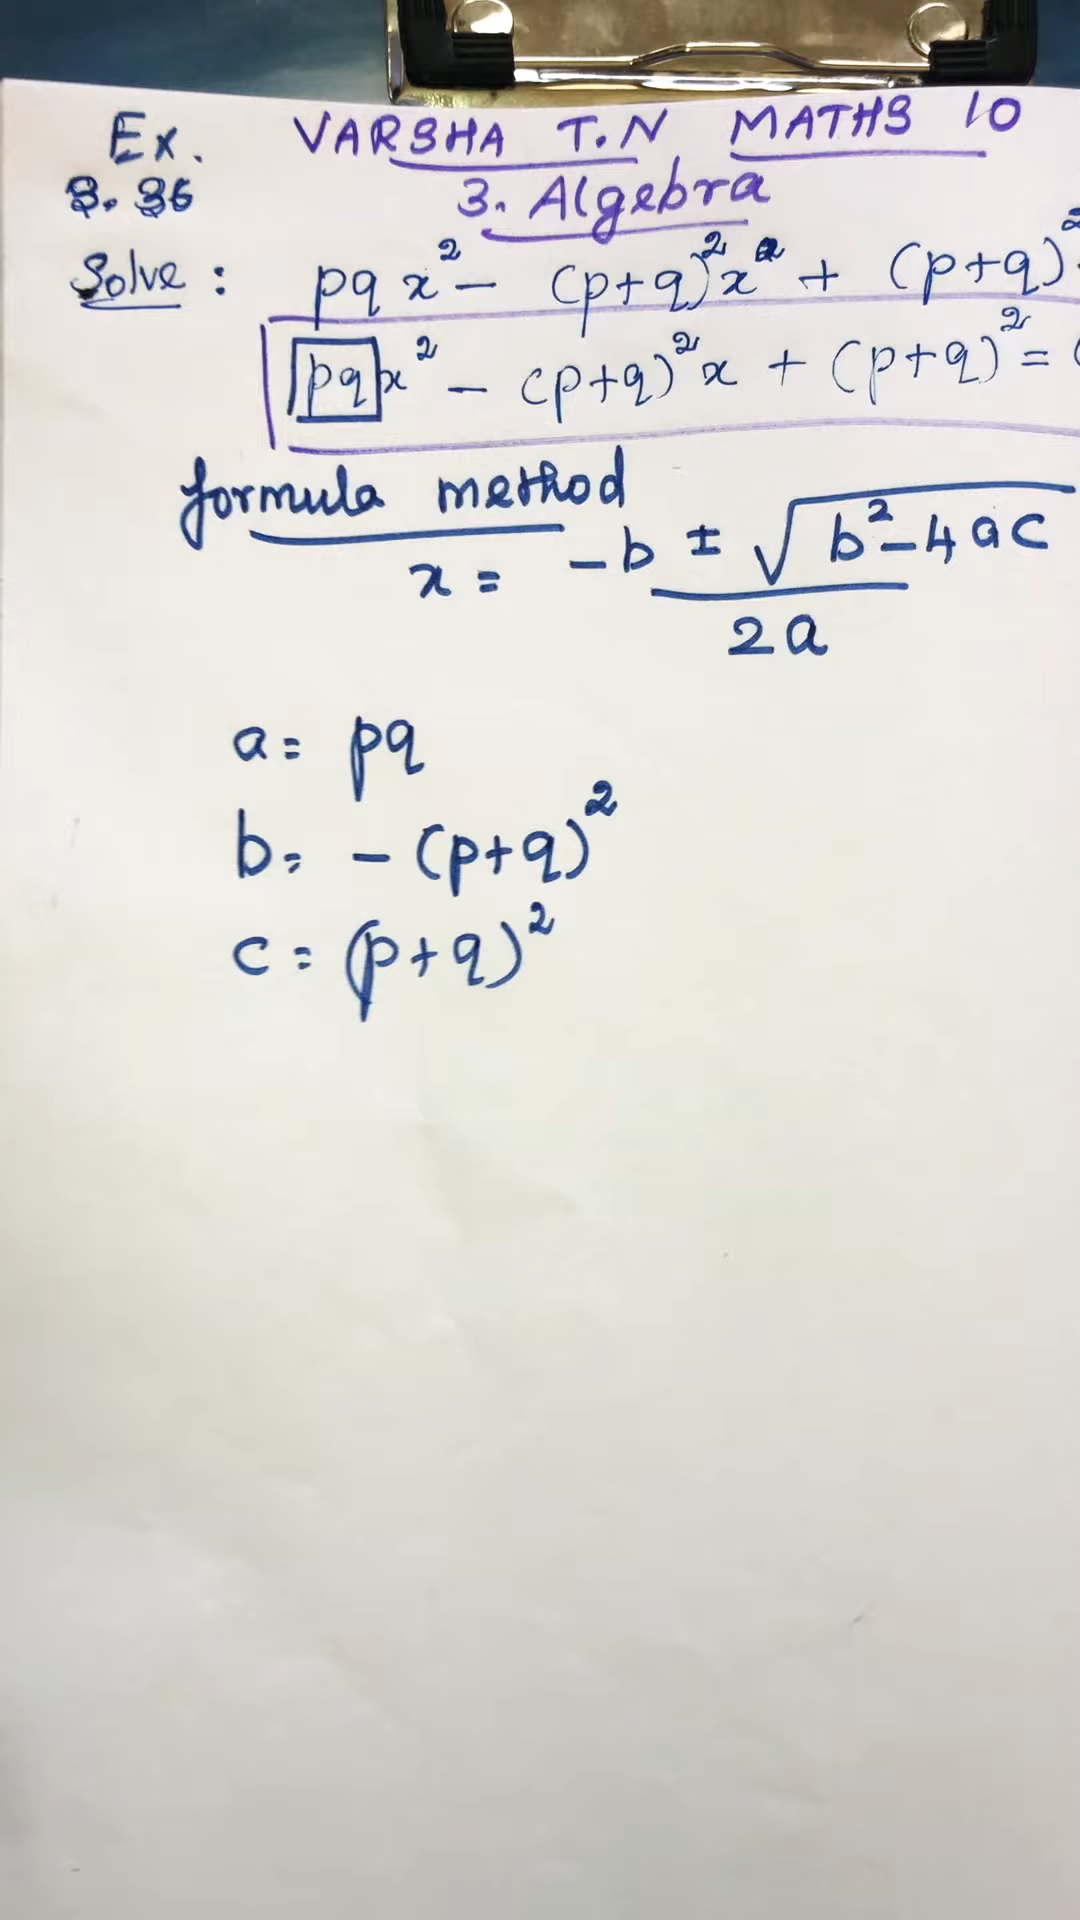 Ex. VARSHA T.N MATHS 10
3.36 3. Algebra
Solve : pq x² - (p+q)² x + (p+q)²
pq x² - (p+q)² x + (p+q)² =
formula method
x = -b ± √b²-4ac
2a
a = pq
b = - (p+q)²
c = (p+q)²